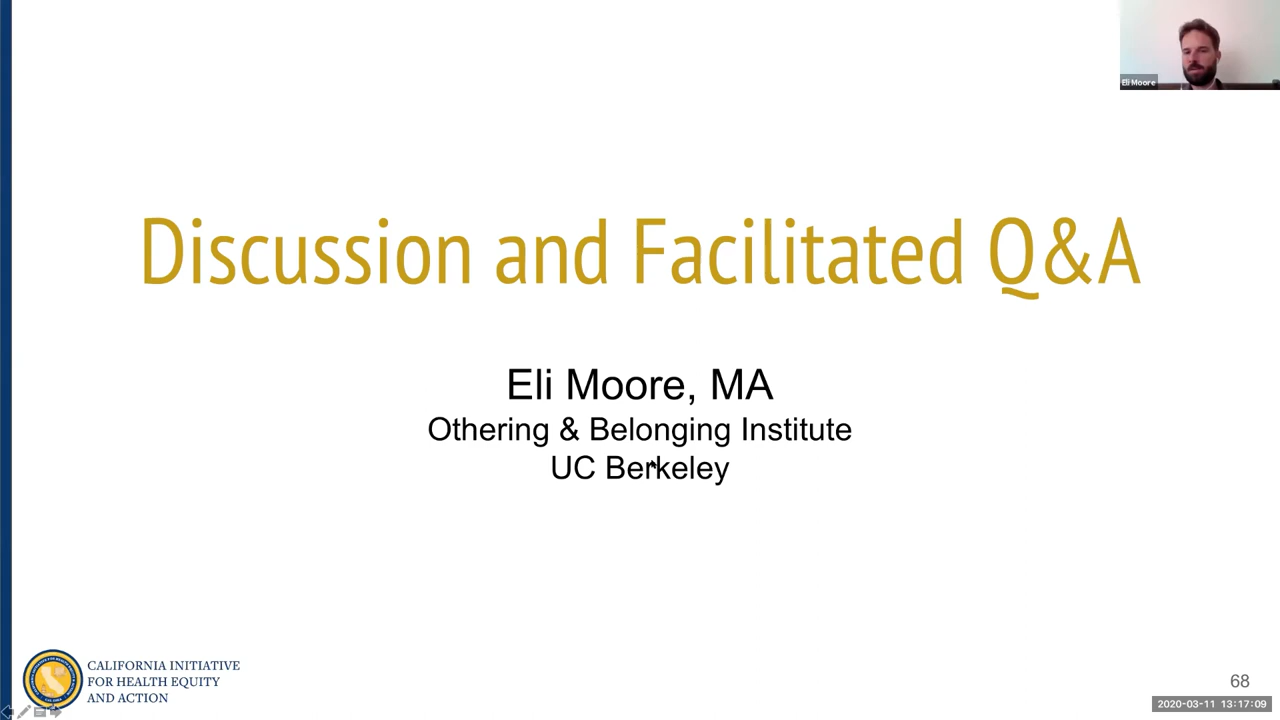 Eli Moore
Discussion and Facilitated Q&A
Eli Moore, MA
Othering & Belonging Institute
UC Berkeley
CALIFORNIA INITIATIVE
FOR HEALTH EQUITY
AND ACTION
68
2020-03-11 13:17:09